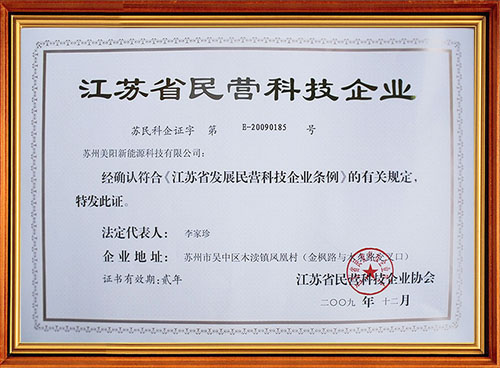 江苏省民营科技企业
苏民科企证字 第 E-20090185 号
苏州美阳新能源科技有限公司：
经确认符合《江苏省发展民营科技企业条例》的有关规定，
特发此证。
法定代表人： 李家珍
企业地址： 苏州市吴中区木渎镇凤凰村（金枫路与木 口）
证书有效期：贰年
江苏省民营科技企业协会
二〇〇九 年 十二月